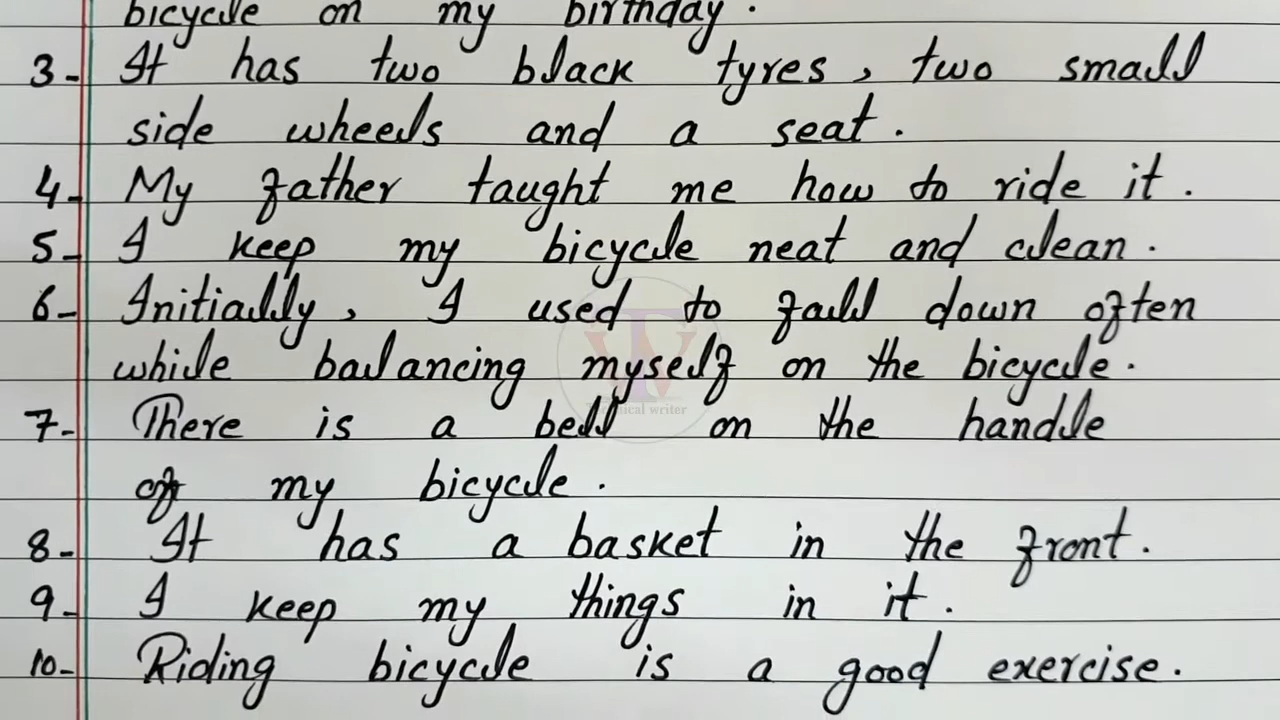 bicycle on my birthday.
3- It has two black tyres, two small
side wheels and a seat.
4- My father taught me how to ride it.
5- I keep my bicycle neat and clean.
6- Initially, I used to fall down often
while balancing myself on the bicycle.
7- There is a bell on the handle
of my bicycle.
8- It has a basket in the front.
9- I keep my things in it.
10- Riding bicycle is a good exercise.